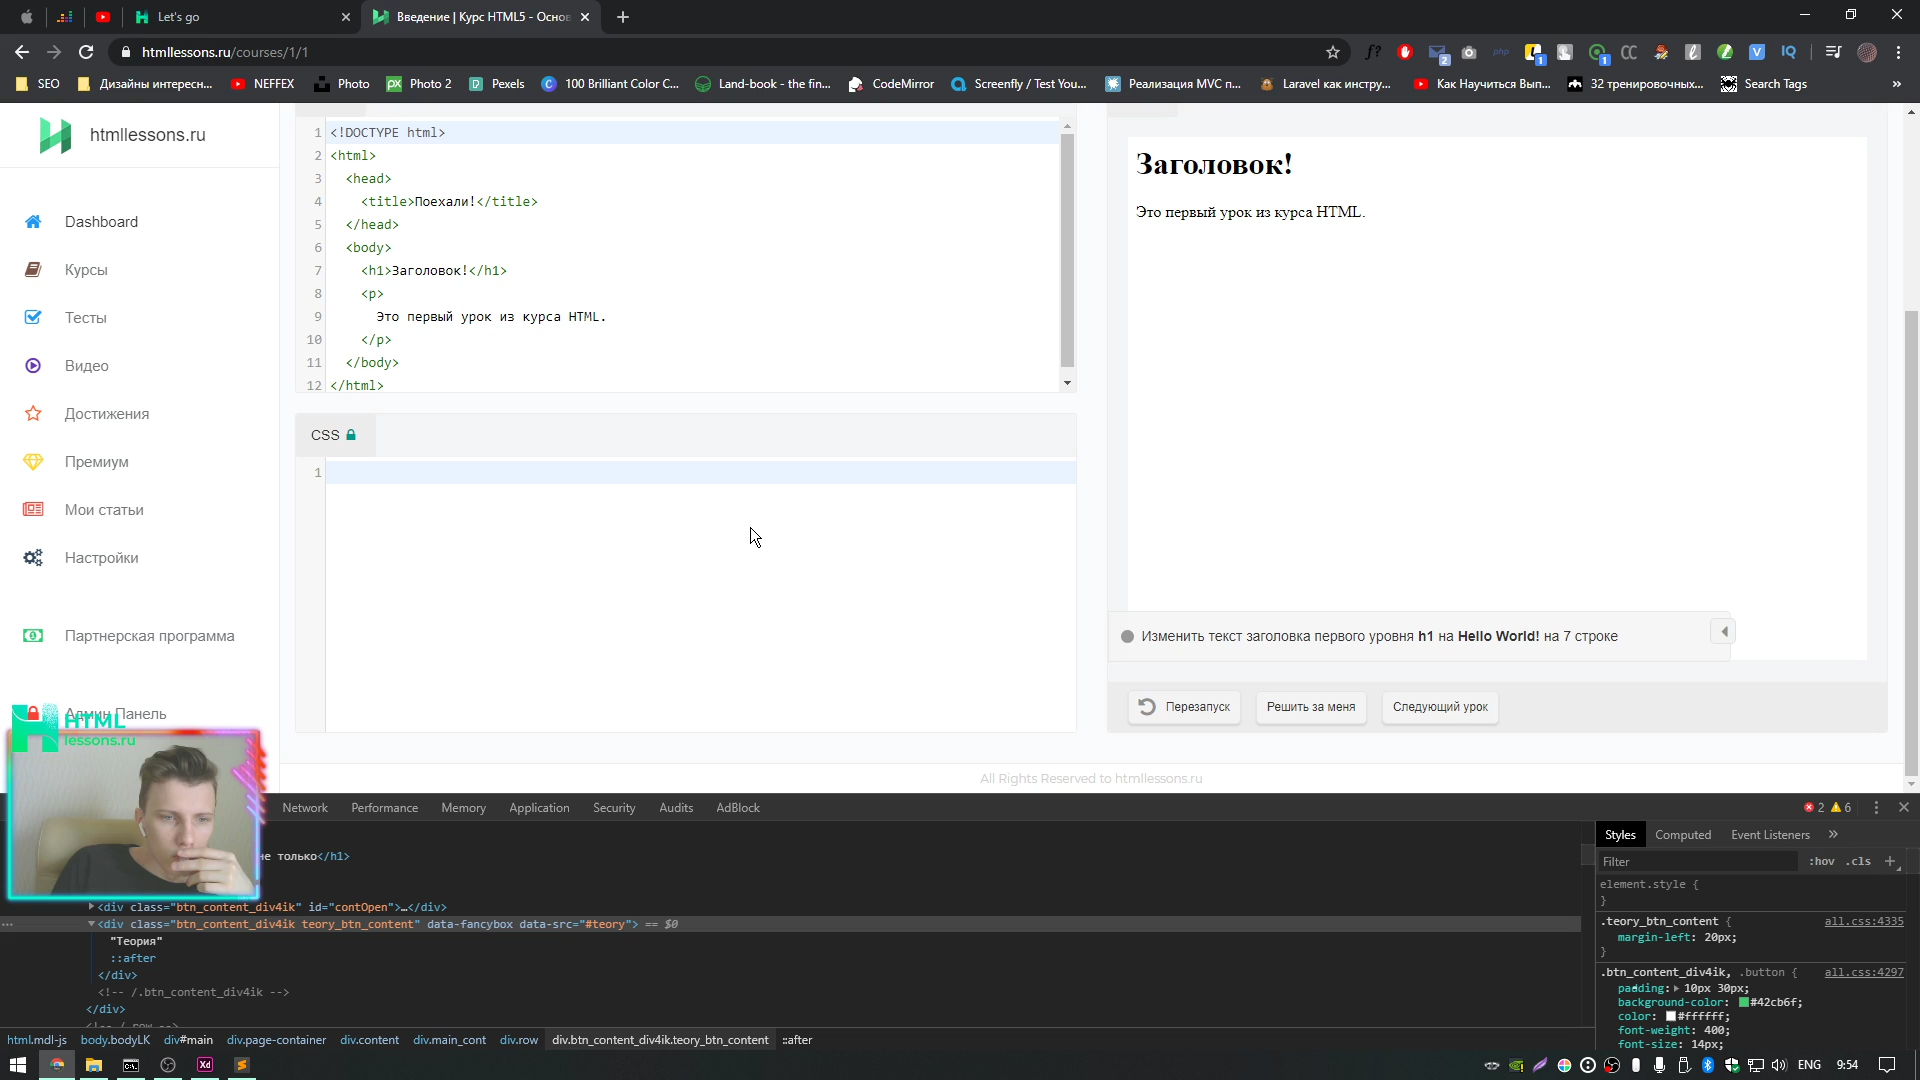 Let's go
Введение | Курс HTML5 - Основ
htmllessons.ru/courses/1/1
SEO
Дизайны интересн...
NEFFEX
Photo
Photo 2
Pexels
100 Brilliant Color C...
Land-book - the fin...
CodeMirror
Screenfly / Test You...
Реализация MVC п...
Laravel как инстру...
Как Научиться Вып...
32 тренировочных...
Search Tags
htmllessons.ru
Dashboard
Курсы
Тесты
Видео
Достижения
Премиум
Мои статьи
Настройки
Партнерская программа
Админ Панель
HTML
lessons.ru
1 <!DOCTYPE html>
2 <html>
3 <head>
4 <title>Поехали!</title>
5 </head>
6 <body>
7 <h1>Заголовок!</h1>
8 <p>
9 Это первый урок из курса HTML.
10 </p>
11 </body>
12 </html>
CSS
1
Заголовок!
Это первый урок из курса HTML.
Изменить текст заголовка первого уровня h1 на Hello World! на 7 строке
Перезапуск
Решить за меня
Следующий урок
All Rights Reserved to htmllessons.ru
Network Performance Memory Application Security Audits AdBlock
2 6
не только</h1>
<div class="btn_content_div4ik" id="contOpen">…</div>
<div class="btn_content_div4ik teory_btn_content" data-fancybox data-src="#teory"> == $0
"Теория"
::after
</div>
<!-- /.btn_content_div4ik -->
</div>
html.mdl-js body.bodyLK div#main div.page-container div.content div.main_cont div.row div.btn_content_div4ik.teory_btn_content ::after
Styles Computed Event Listeners
Filter :hov .cls
element.style {
}
.teory_btn_content { all.css:4335
margin-left: 20px;
}
.btn_content_div4ik, .button { all.css:4297
padding: 10px 30px;
background-color: #42cb6f;
color: #ffffff;
font-weight: 400;
font-size: 14px;
ENG 9:54